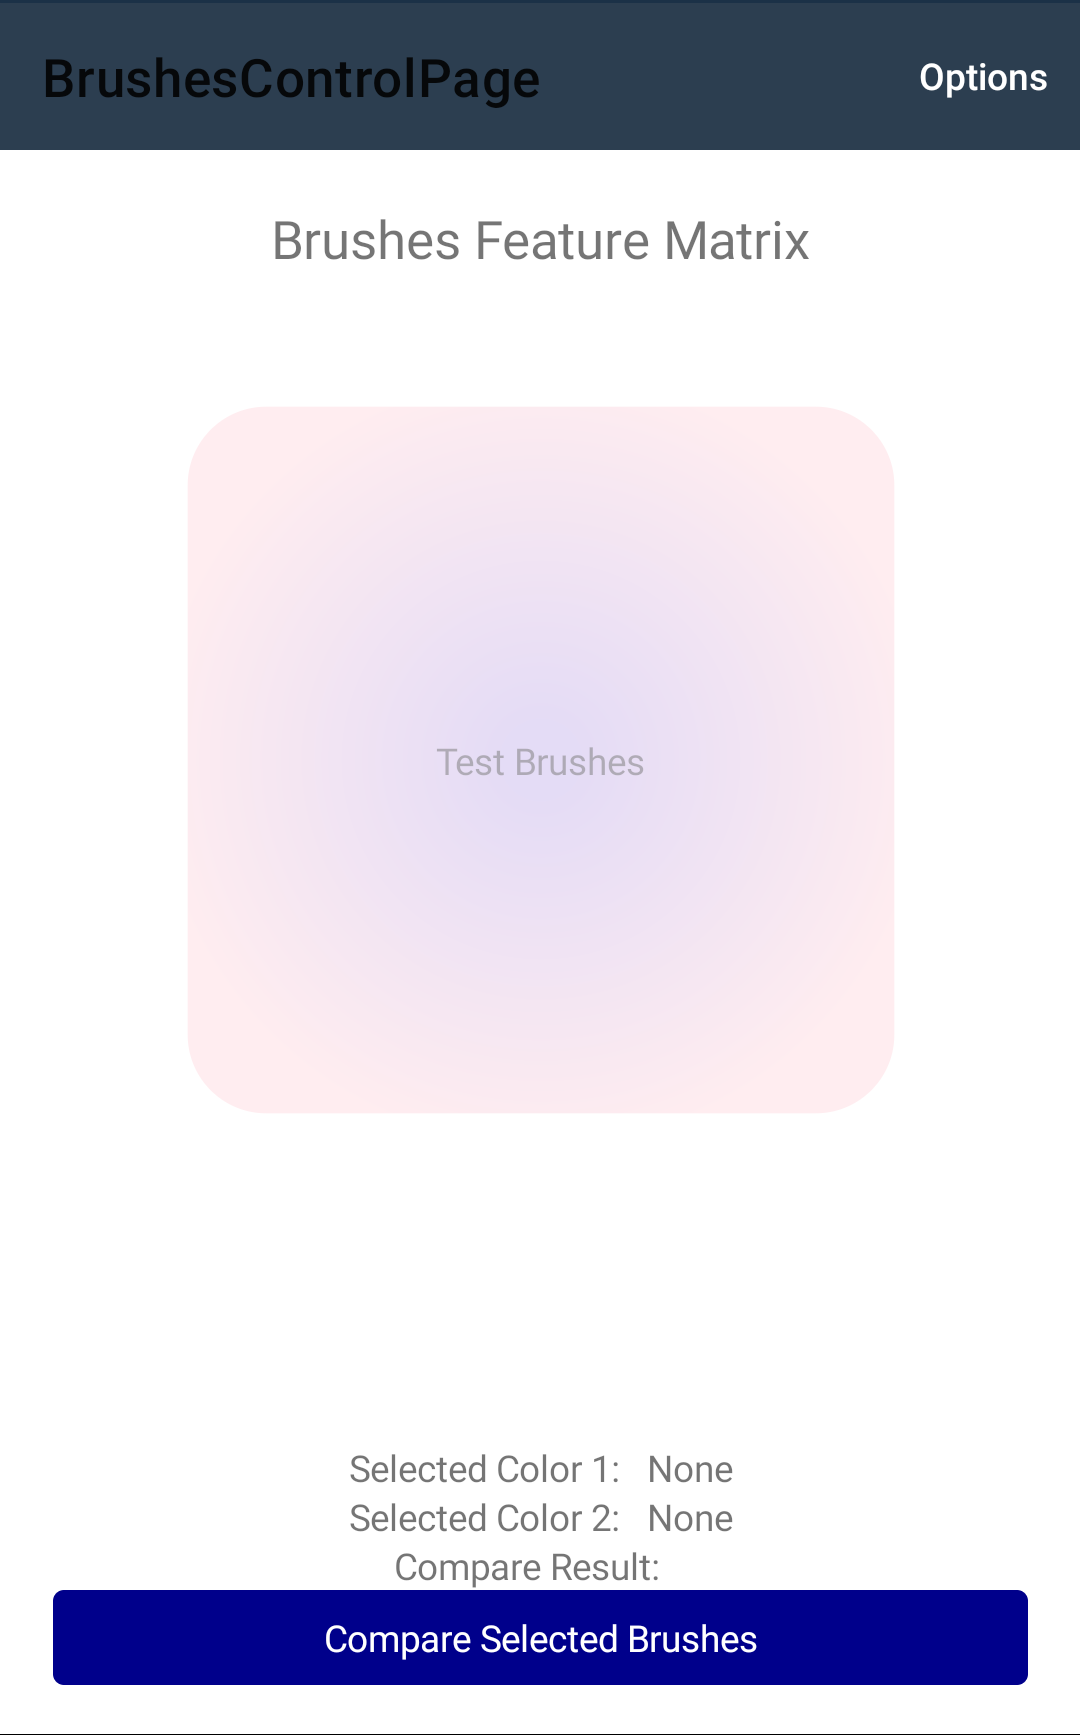 BrushesControlPage
Options
Brushes Feature Matrix
Test Brushes
Selected Color 1: None
Selected Color 2: None
Compare Result:
Compare Selected Brushes